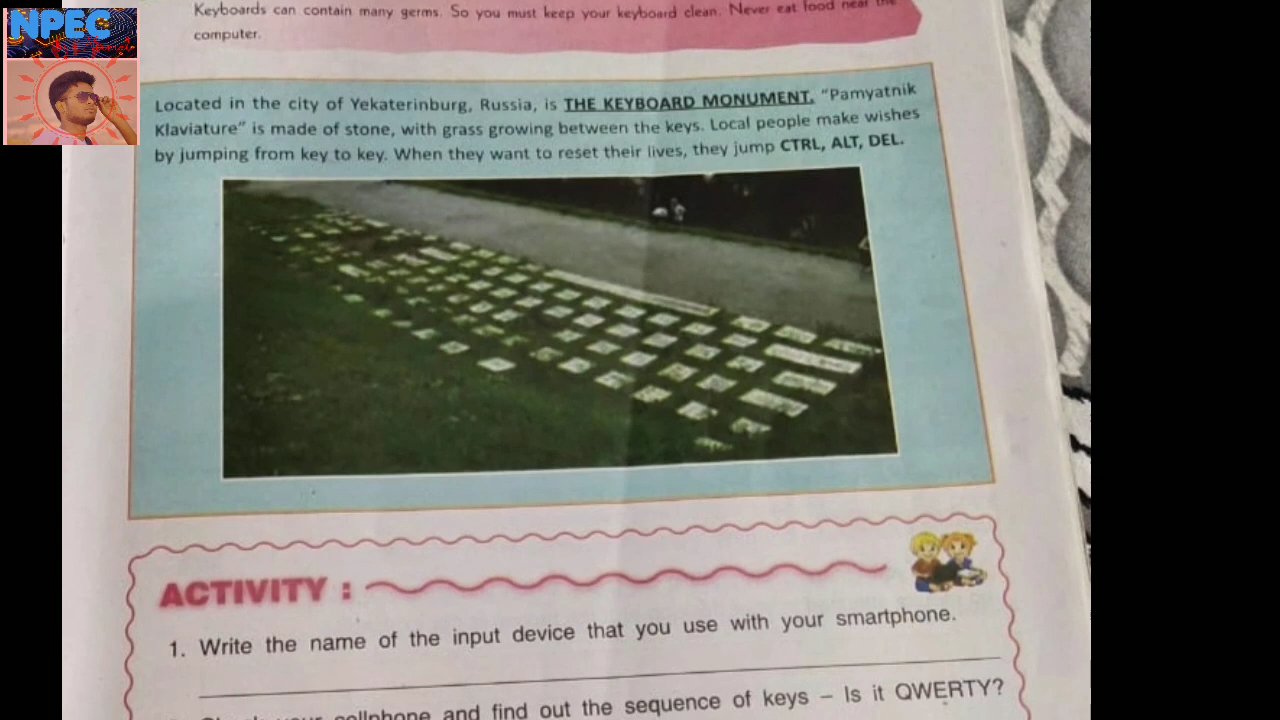 Keyboards can contain many germs. So you must keep your keyboard clean. Never eat food near the
computer.
NPEC
Located in the city of Yekaterinburg, Russia, is THE KEYBOARD MONUMENT. "Pamyatnik
Klaviature" is made of stone, with grass growing between the keys. Local people make wishes
by jumping from key to key. When they want to reset their lives, they jump CTRL, ALT, DEL.
ACTIVITY :
1. Write the name of the input device that you use with your smartphone.
your cellphone and find out the sequence of keys – Is it QWERTY?